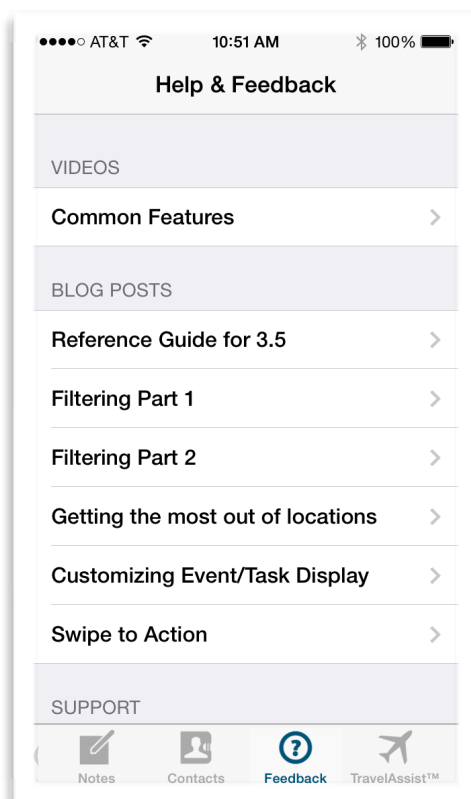 AT&T 10:51 AM 100%
Help & Feedback
VIDEOS
Common Features
BLOG POSTS
Reference Guide for 3.5
Filtering Part 1
Filtering Part 2
Getting the most out of locations
Customizing Event/Task Display
Swipe to Action
SUPPORT
Notes Contacts Feedback TravelAssist™